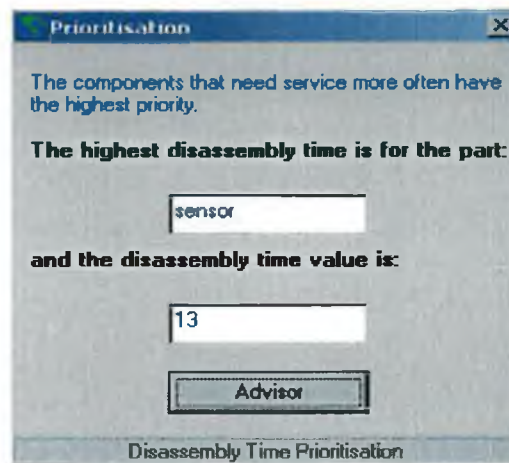 Prioritisation
The components that need service more often have
the highest priority.
The highest disassembly time is for the part:
sensor
and the disassembly time value is:
13
Advisor
Disassembly Time Prioritisation